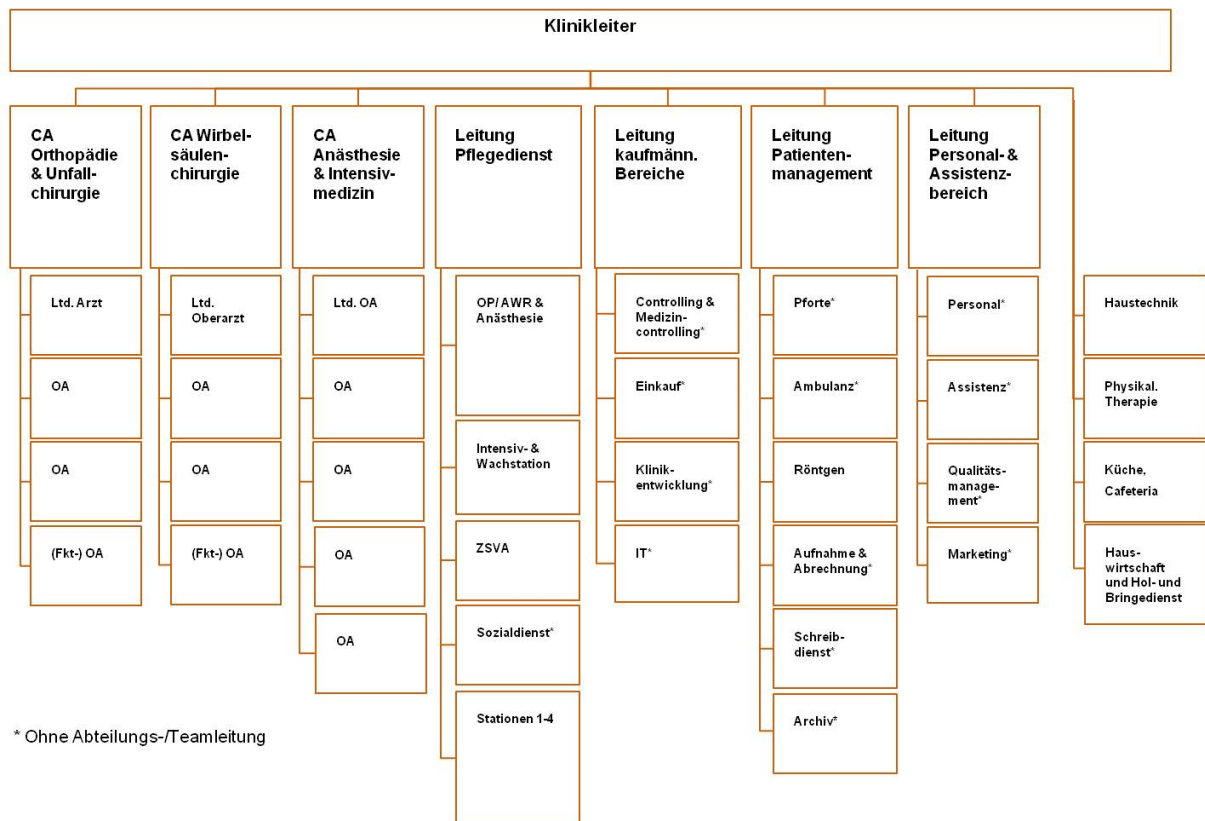 Klinikleiter
CA
Orthopädie
& Unfall-
chirurgie
CA Wirbel-
säulen-
chirurgie
CA
Anästhesie
& Intensiv-
medizin
Leitung
Pflegedienst
Leitung
kaufmänn.
Bereiche
Leitung
Patienten-
management
Leitung
Personal- &
Assistenz-
bereich
Ltd. Arzt
OA
OA
(Fkt-) OA
Ltd.
Oberarzt
OA
OA
(Fkt-) OA
Ltd. OA
OA
OA
OA
OA
OP/ AWR &
Anästhesie
Intensiv- &
Wachstation
ZSVA
Sozialdienst*
Stationen 1-4
Controlling &
Medizin-
controlling*
Einkauf*
Klinik-
entwicklung*
IT*
Pforte*
Ambulanz*
Röntgen
Aufnahme &
Abrechnung*
Schreib-
dienst*
Archiv*
Personal*
Assistenz*
Qualitäts-
manage-
ment*
Marketing*
Haustechnik
Physikal.
Therapie
Küche,
Cafeteria
Haus-
wirtschaft
und Hol- und
Bringedienst
* Ohne Abteilungs-/Teamleitung